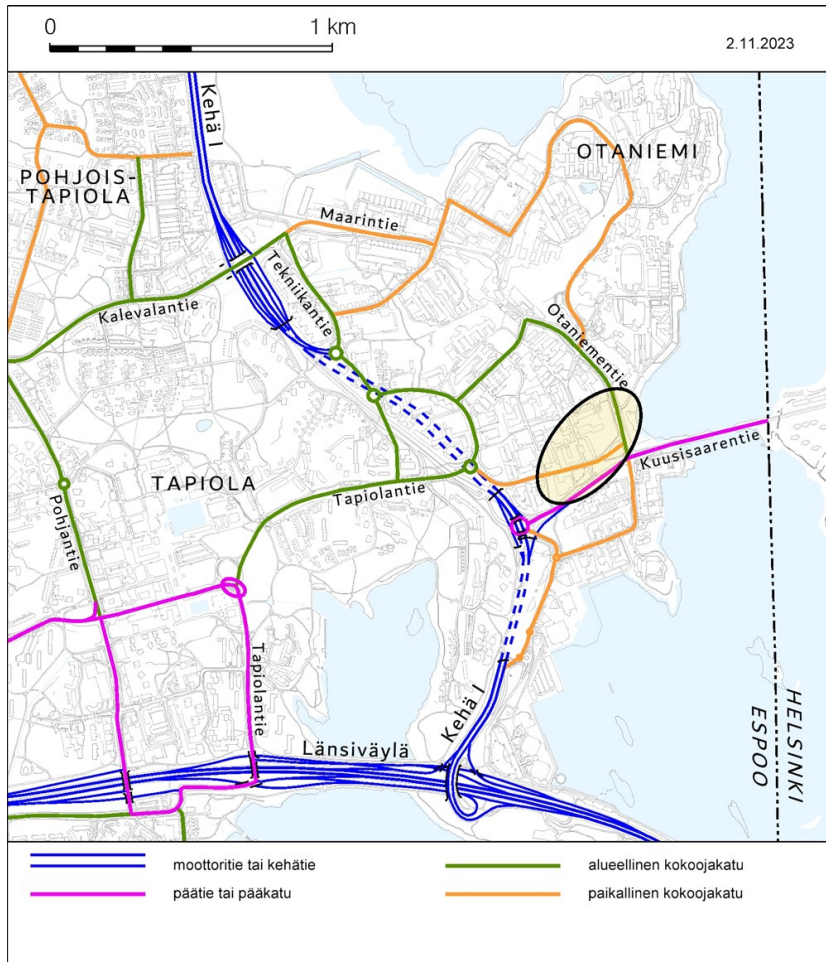 0
1 km
2.11.2023
Kehä I
OTANIEMI
POHJOIS-
TAPIOLA
Maarintie
Tekniikantie
Kalevalantie
Otaniementie
Kuusisaarentie
TAPIOLA
Tapiolantie
Pohjantie
Tapiolantie
Kehä I
HELSINKI
ESPOO
Länsiväylä
moottoritie tai kehätie
alueellinen kokoojakatu
päätie tai pääkatu
paikallinen kokoojakatu